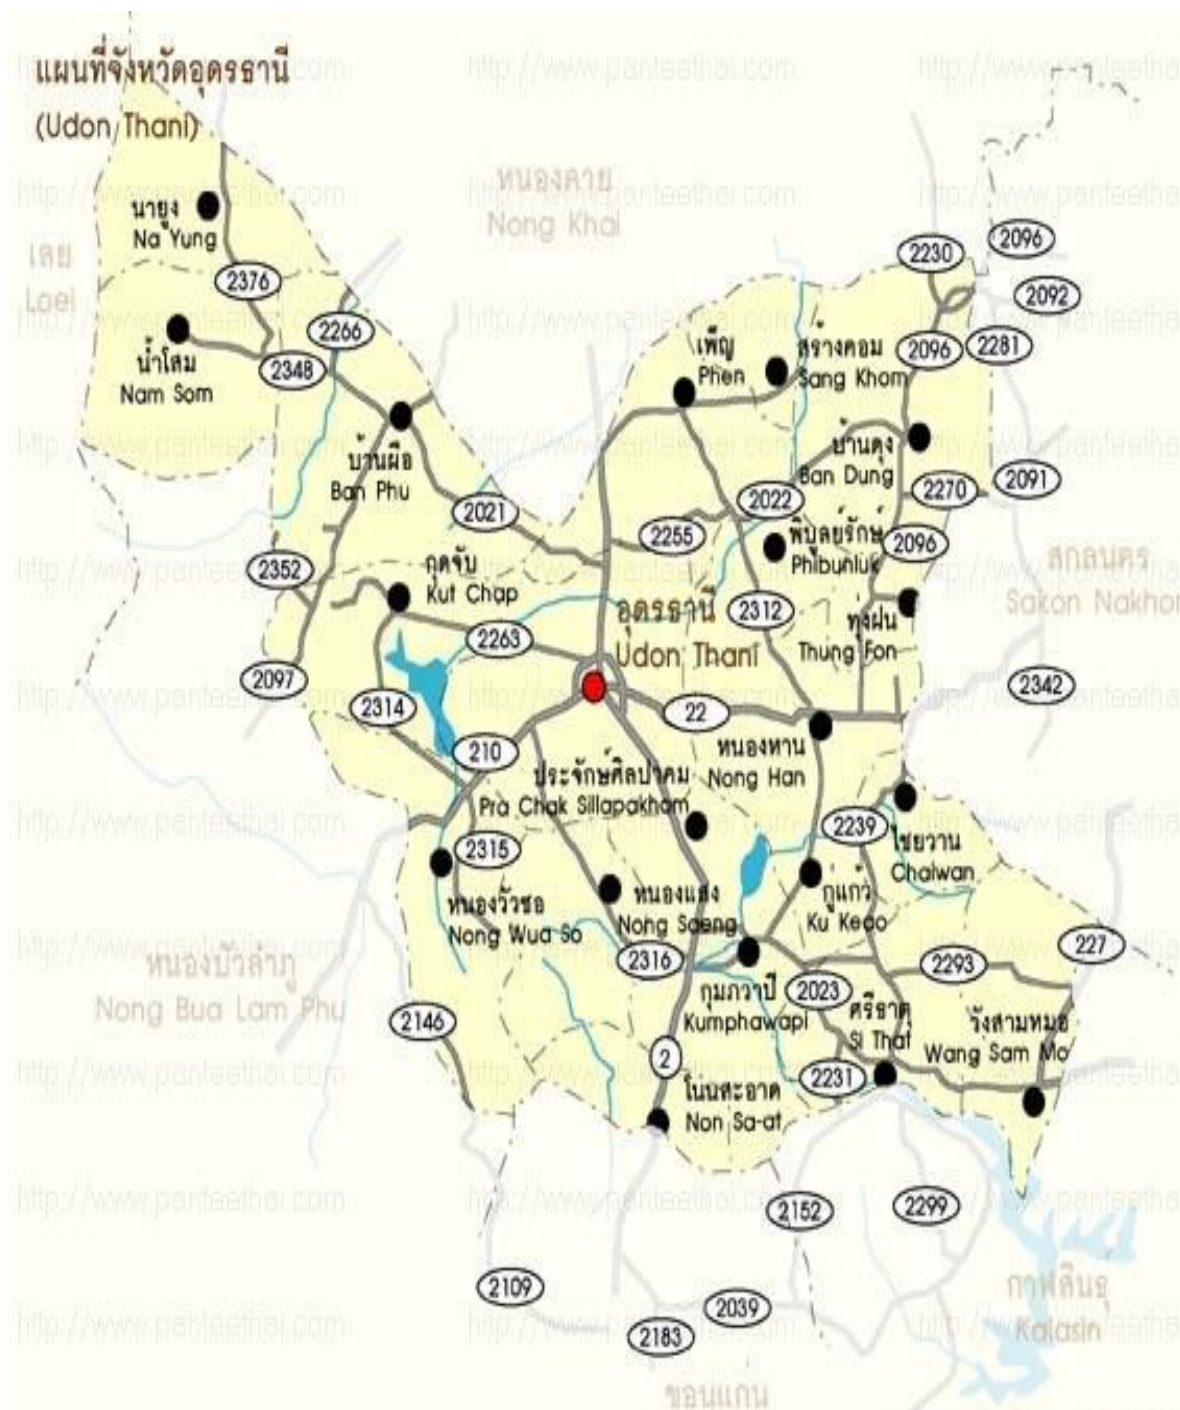 แผนที่จังหวัดอุดรธานี
(Udon Thani)
http://www.panteethai.com
หนองคาย
Nong Khai
เลย
Loei
นายูง
Na Yung
2376
2266
2348
น้ำโสม
Nam Som
บ้านผือ
Ban Phu
2021
2230
2096
2092
2096
2281
เพ็ญ
Phen
สร้างคอม
Sang Khom
บ้านดุง
Ban Dung
2270
2091
2022
2255
พิบูลย์รักษ์
Phibunluk
2096
2352
กุดจับ
Kut Chap
2263
อุดรธานี
Udon Thani
2312
ทุ่งฝน
Thung Fon
สกลนคร
Sakon Nakhon
2342
2097
2314
210
22
หนองหาน
Nong Han
ประจักษ์ศิลปาคม
Pra Chak Sillapakham
2315
2239
ไชยวาน
Chaiwan
หนองวัวซอ
Nong Wua So
หนองแสง
Nong Saeng
กู่แก้ว
Ku Keao
2316
227
2293
กุมภวาปี
Kumphawapi
2023
ศรีธาตุ
Si That
วังสามหมอ
Wang Sam Mo
หนองบัวลำภู
Nong Bua Lam Phu
2146
2
2231
โนนสะอาด
Non Sa-at
2152
2299
2109
2039
2183
กาฬสินธุ์
Kalasin
ขอนแก่น